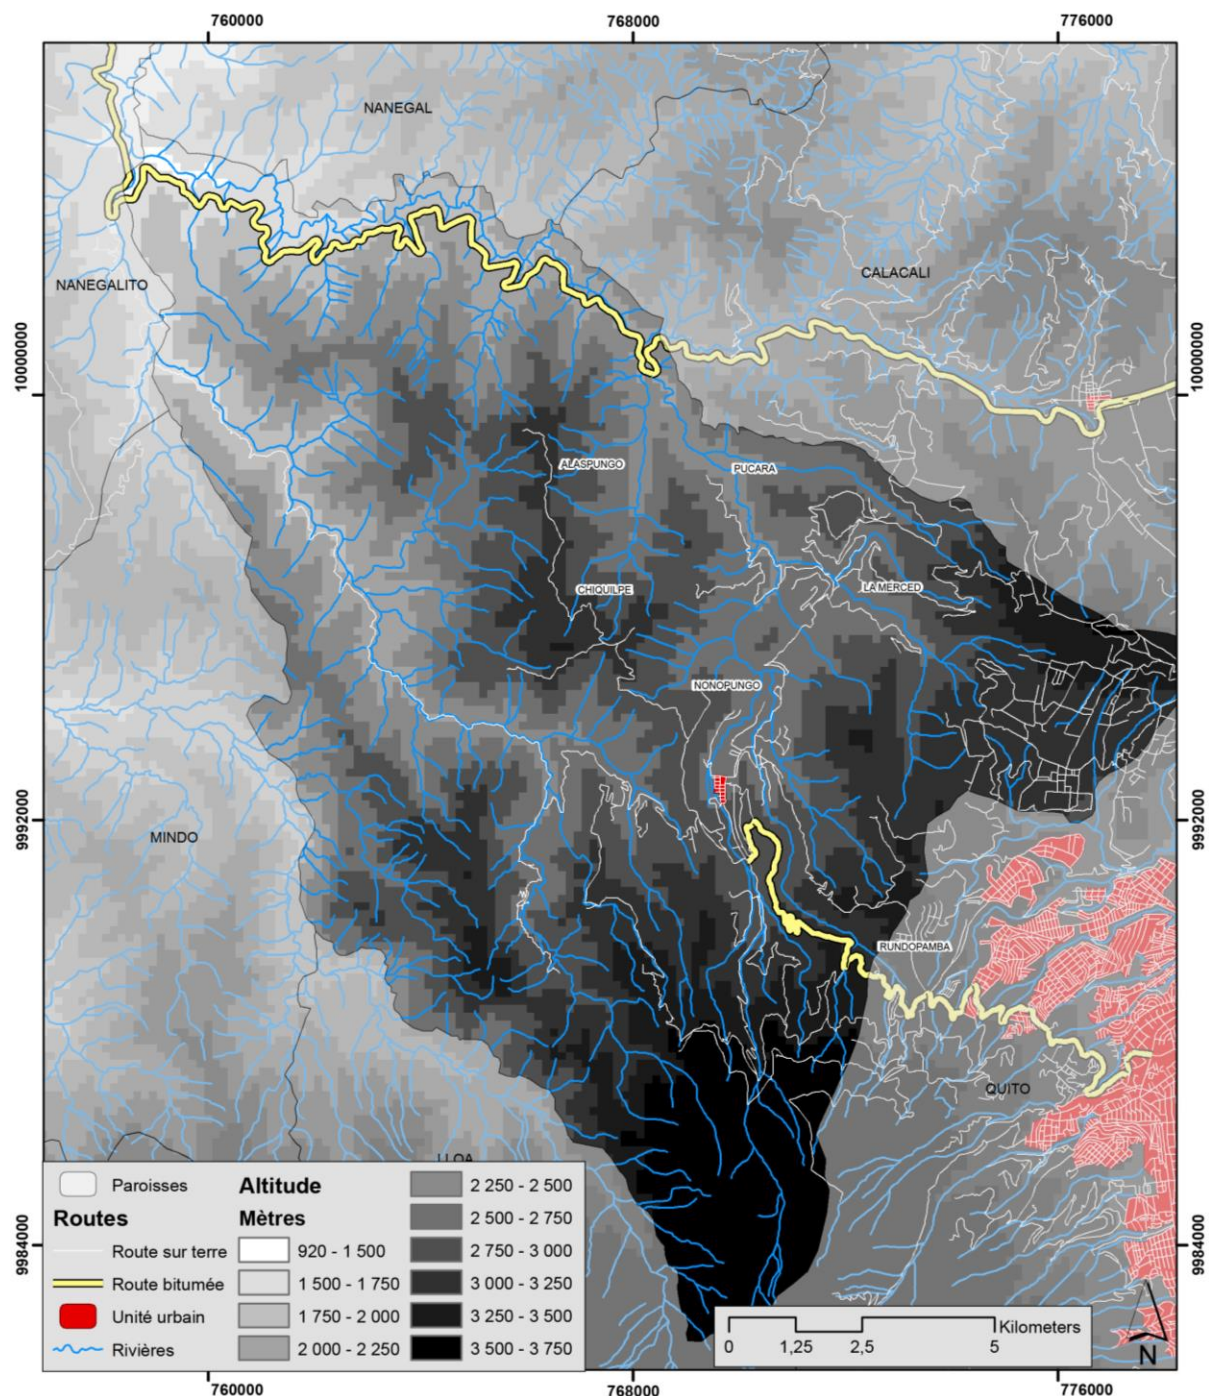 760000 768000 776000
NANEGAL
CALACALI
NANEGALITO
10000000 10000000
ALASPUNGO
PUCARA
CHIQUILPE
LA MERCED
NONOPUNGO
9992000 9992000
MINDO
RUNDOPAMBA
QUITO
LLOA
Paroisses
Routes
Route sur terre
Route bitumée
Unité urbain
Rivières
Altitude
Mètres
920 - 1 500
1 500 - 1 750
1 750 - 2 000
2 000 - 2 250
2 250 - 2 500
2 500 - 2 750
2 750 - 3 000
3 000 - 3 250
3 250 - 3 500
3 500 - 3 750
9984000 9984000
Kilometers
0 1,25 2,5 5
N
760000 768000 776000